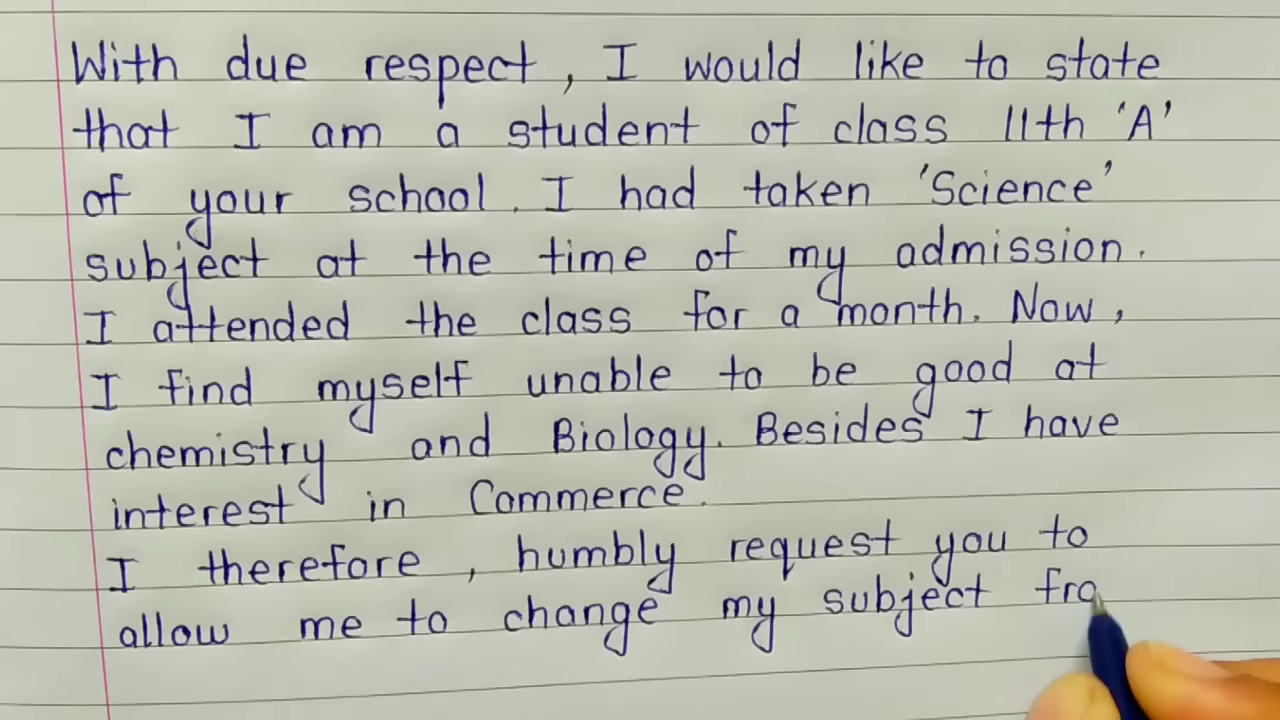 With due respect, I would like to state
that I am a student of class 11th 'A'
of your school. I had taken 'Science'
subject at the time of my admission.
I attended the class for a month. Now,
I find myself unable to be good at
chemistry and Biology. Besides I have
interest in Commerce.
I therefore, humbly request you to
allow me to change my subject fro